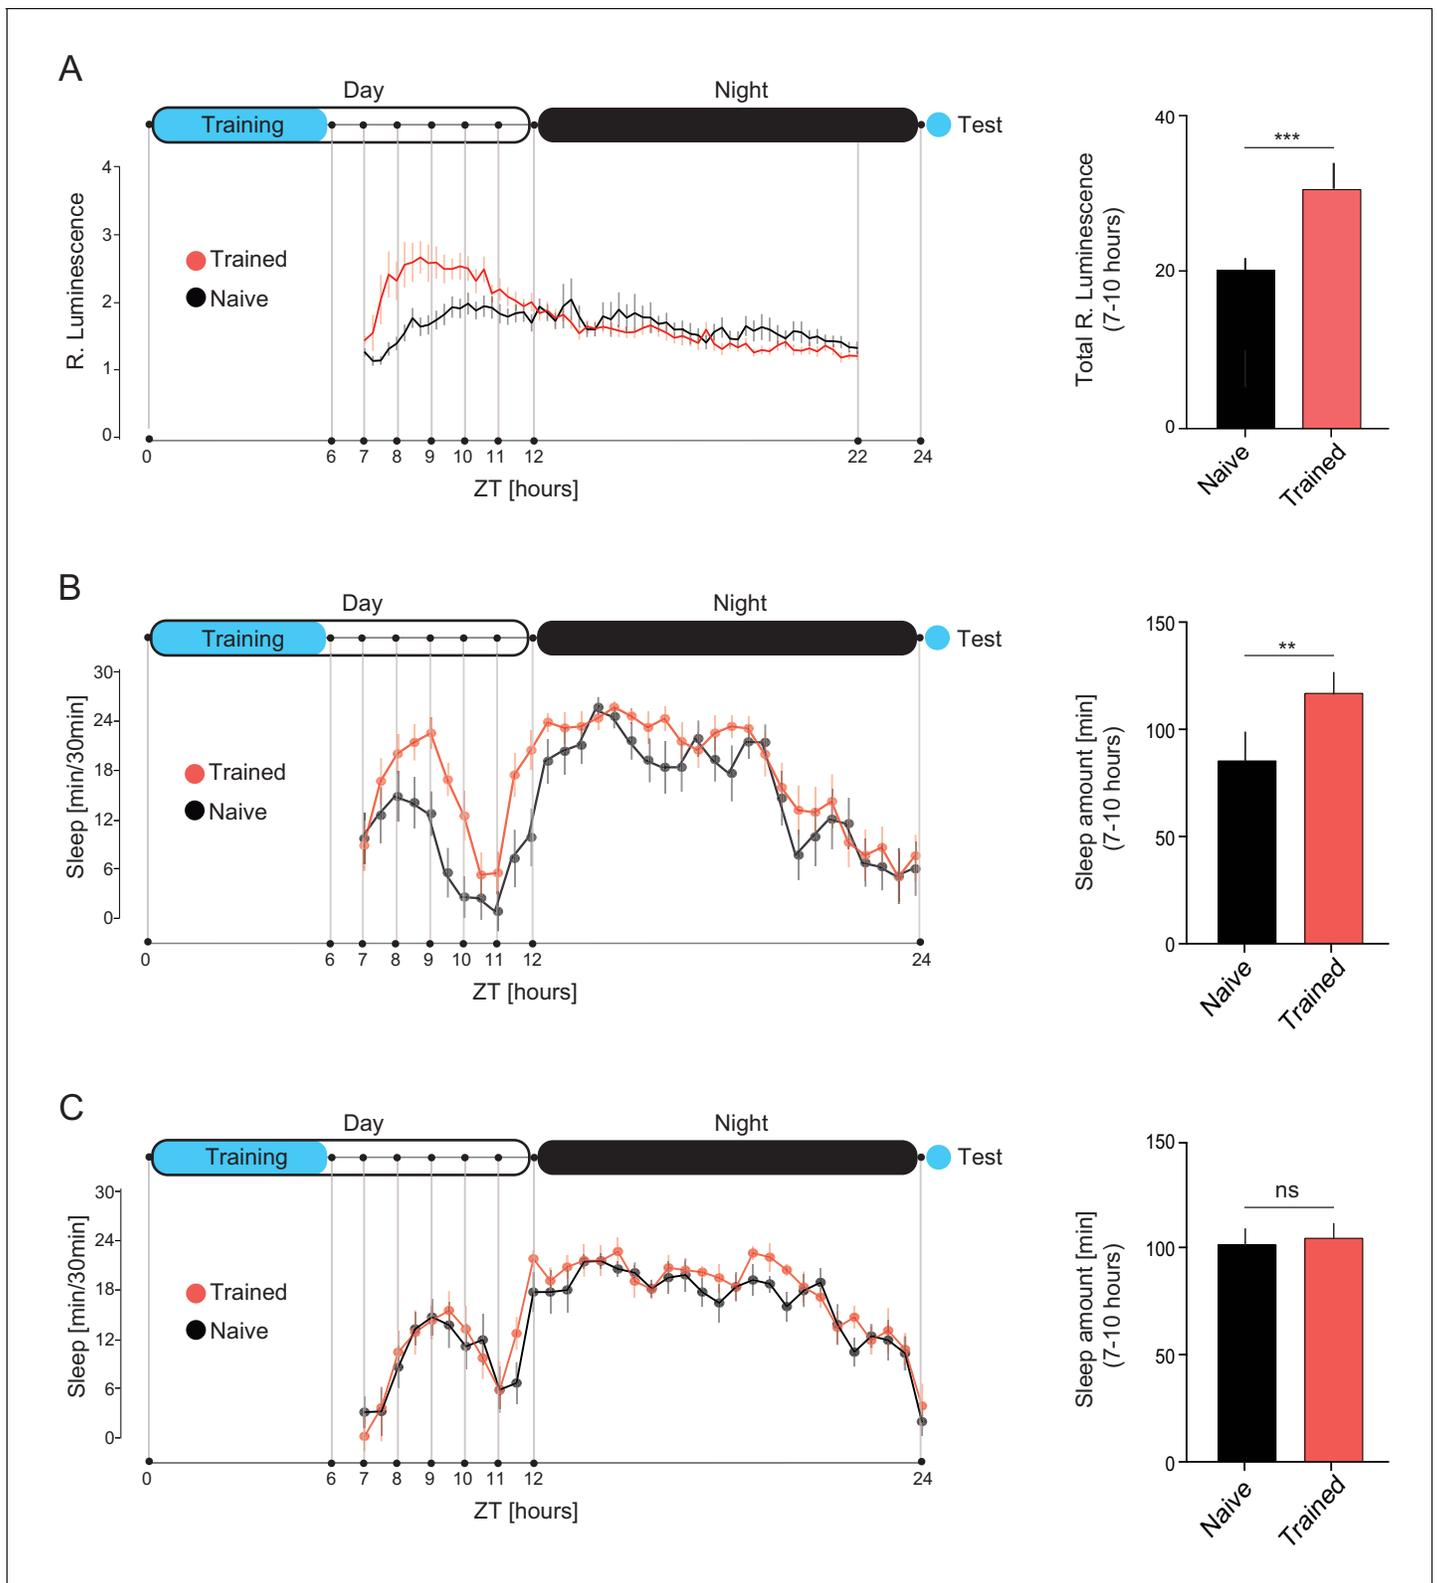 A
Day
Night
Training
Test
4
3
2
1
0
R. Luminescence
Trained
Naive
0 6 7 8 9 10 11 12 22 24
ZT [hours]
40
20
0
Total R. Luminescence
(7-10 hours)
***
Naive
Trained
B
Day
Night
Training
Test
30
24
18
12
6
0
Sleep [min/30min]
Trained
Naive
0 6 7 8 9 10 11 12 24
ZT [hours]
150
100
50
0
Sleep amount [min]
(7-10 hours)
**
Naive
Trained
C
Day
Night
Training
Test
30
24
18
12
6
0
Sleep [min/30min]
Trained
Naive
0 6 7 8 9 10 11 12 24
ZT [hours]
150
100
50
0
Sleep amount [min]
(7-10 hours)
ns
Naive
Trained